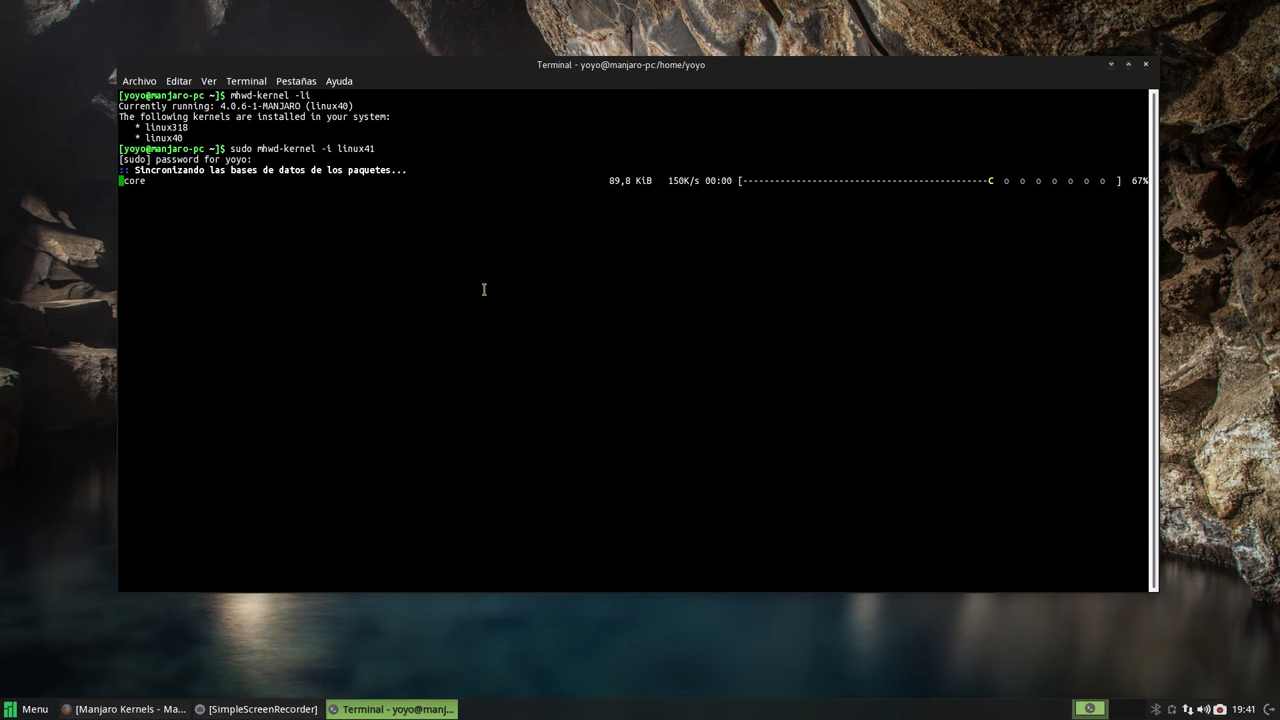 Terminal - yoyo@manjaro-pc:/home/yoyo
Archivo Editar Ver Terminal Pestañas Ayuda
[yoyo@manjaro-pc ~]$ mhwd-kernel -li
Currently running: 4.0.6-1-MANJARO (linux40)
The following kernels are installed in your system:
* linux318
* linux40
[yoyo@manjaro-pc ~]$ sudo mhwd-kernel -i linux41
[sudo] password for yoyo:
:: Sincronizando las bases de datos de los paquetes...
core 89,8 KiB 150K/s 00:00 [----------------------------------------------C o o o o o o o ] 67%
Menu [Manjaro Kernels - Ma... [SimpleScreenRecorder] Terminal - yoyo@manj... 19:41